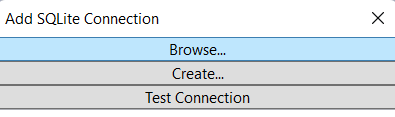 Add SQLite Connection
Browse...
Create...
Test Connection